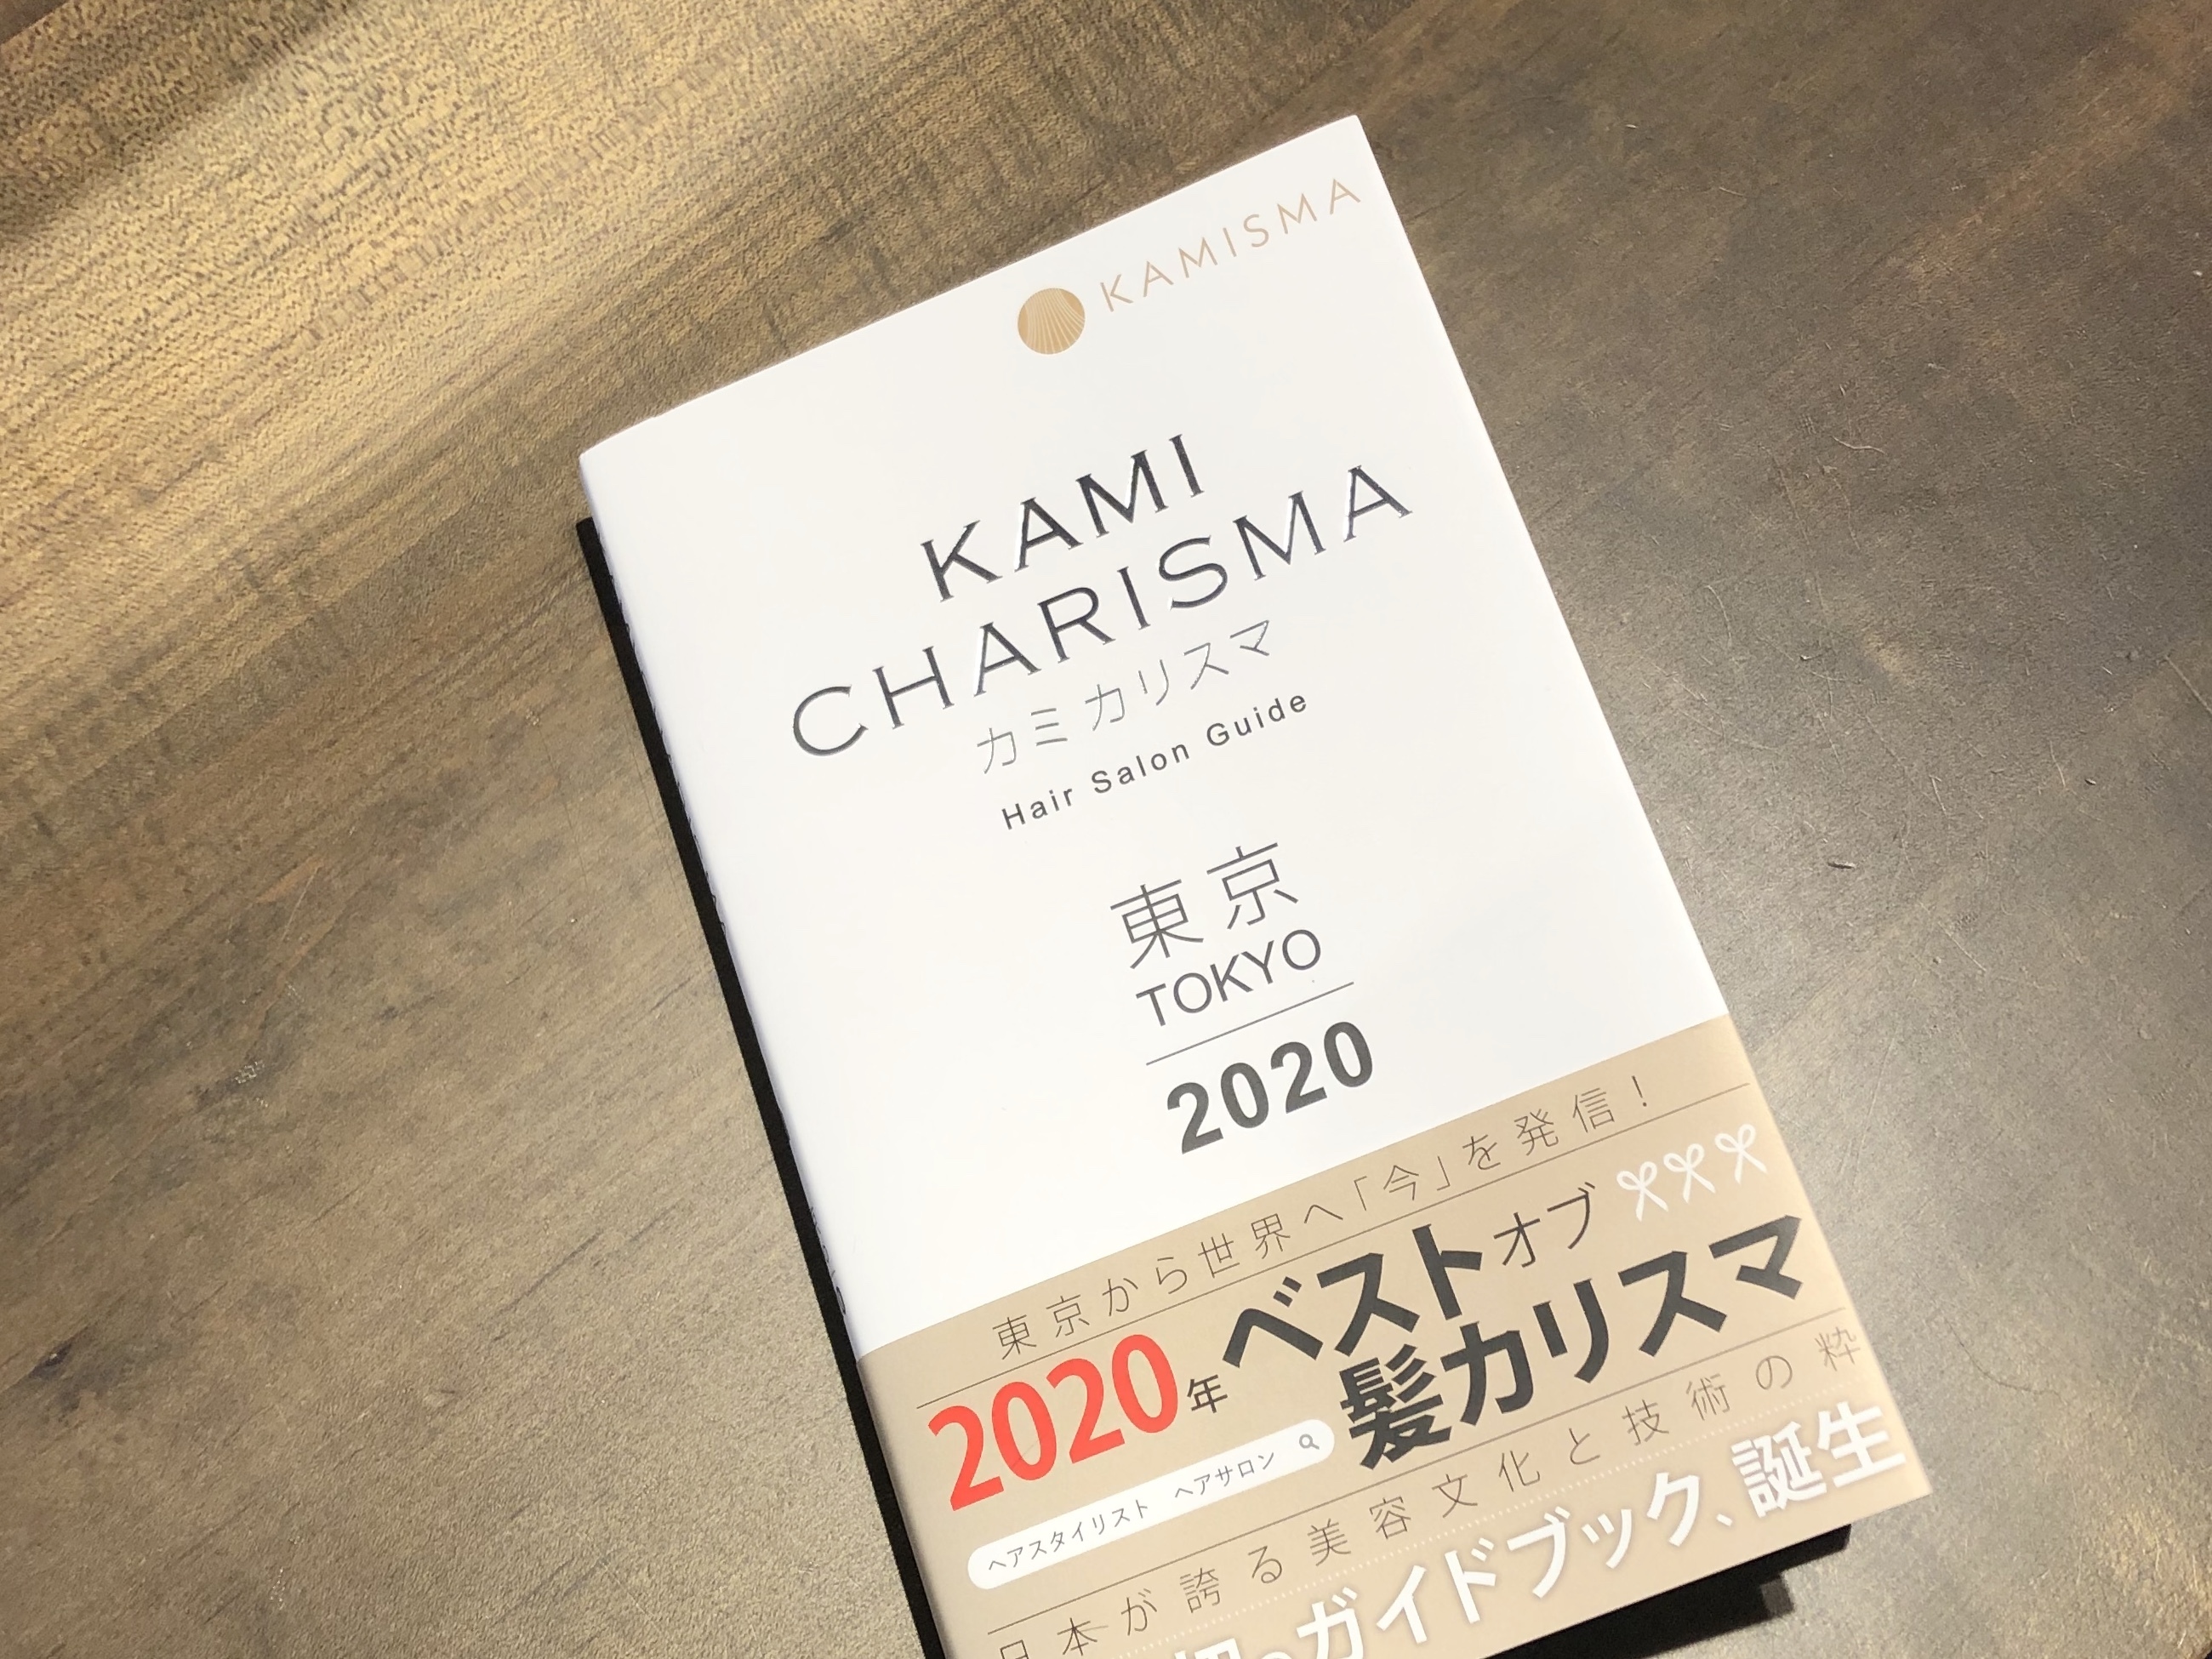 KAMISMA
KAMI
CHARISMA
カミカリスマ
Hair Salon Guide
東京
TOKYO
2020
東京から世界へ「今」を発信！
2020年 ベストオブ
髪カリスマ
ヘアスタイリスト ヘアサロン
日本が誇る美容文化と技術の粋
初のガイドブック、誕生